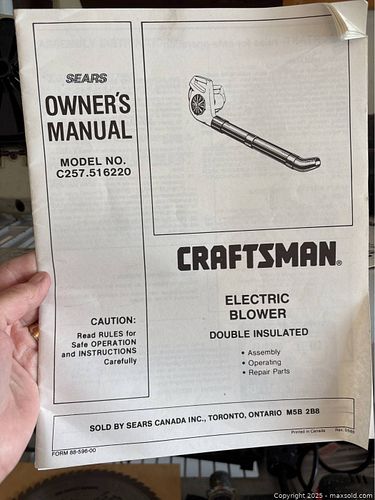 SEARS
OWNER'S
MANUAL
MODEL NO.
C257.516220
CRAFTSMAN®
ELECTRIC
BLOWER
DOUBLE INSULATED
• Assembly
• Operating
• Repair Parts
CAUTION:
Read RULES for
Safe OPERATION
and INSTRUCTIONS
Carefully
SOLD BY SEARS CANADA INC., TORONTO, ONTARIO M5B 2B8
Printed in Canada
FORM 88-596-00
Copyright 2025 - maxsold.com